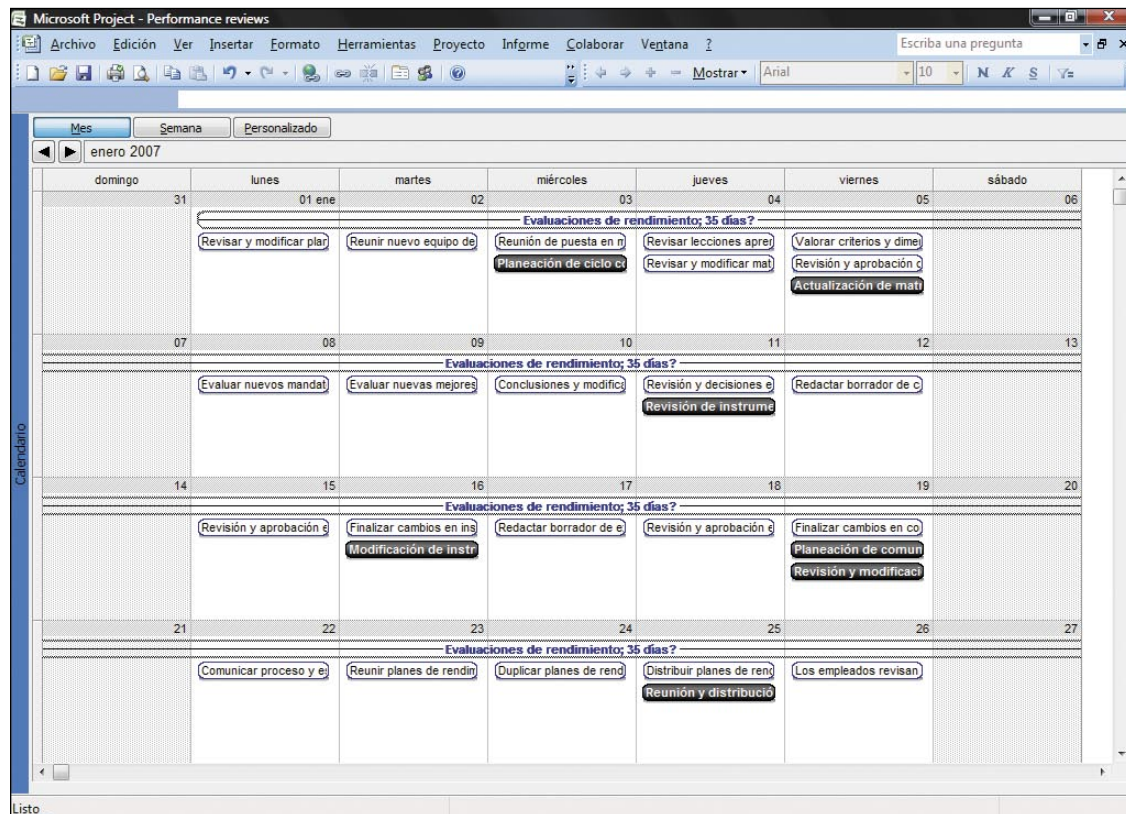 Microsoft Project - Performance reviews
Archivo Edición Ver Insertar Formato Herramientas Proyecto Informe Colaborar Ventana ? Escriba una pregunta
Mostrar Arial 10 N K S
Mes Semana Personalizado
enero 2007
domingo lunes martes miércoles jueves viernes sábado
31 01 ene 02 03 04 05 06
Evaluaciones de rendimiento; 35 días?
Revisar y modificar plan Reunir nuevo equipo de Reunión de puesta en m Revisar lecciones apren Valorar criterios y dime
Planeación de ciclo co Revisar y modificar mat Revisión y aprobación
Actualización de mat
07 08 09 10 11 12 13
Evaluaciones de rendimiento; 35 días?
Evaluar nuevos mandat Evaluar nuevas mejores Conclusiones y modific Revisión y decisiones e Redactar borrador de c
Revisión de instrume
14 15 16 17 18 19 20
Evaluaciones de rendimiento; 35 días?
Revisión y aprobación e Finalizar cambios en ins Redactar borrador de e Revisión y aprobación e Finalizar cambios en co
Modificación de instr Planeación de comun
Revisión y modificaci
21 22 23 24 25 26 27
Evaluaciones de rendimiento; 35 días?
Comunicar proceso y e Reunir planes de rendim Duplicar planes de rend Distribuir planes de rend Los empleados revisan
Reunión y distribució
Calendario
Listo